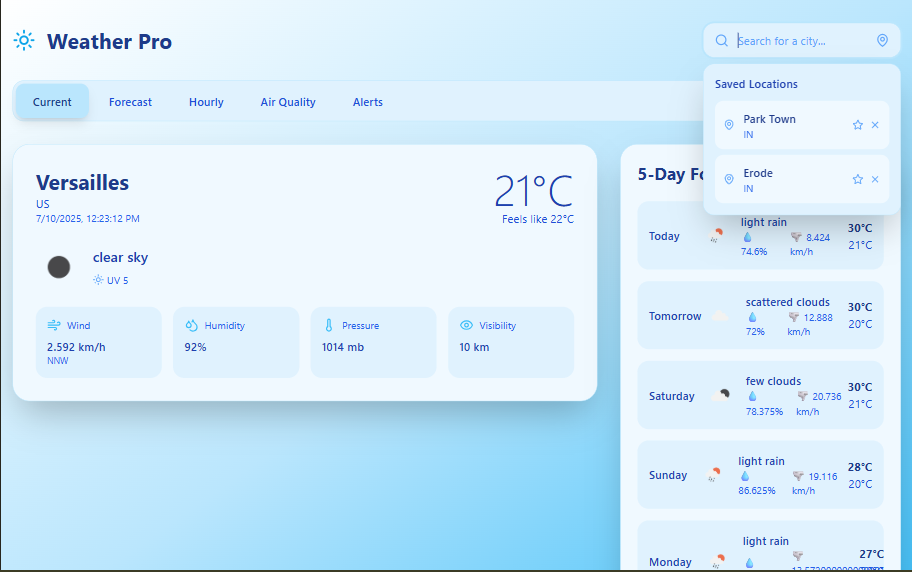 Weather Pro
Search for a city...
Saved Locations
Park Town
IN
Erode
IN
Current
Forecast
Hourly
Air Quality
Alerts
Versailles
US
7/10/2025, 12:23:12 PM
21°C
Feels like 22°C
clear sky
UV 5
Wind
2.592 km/h
NNW
Humidity
92%
Pressure
1014 mb
Visibility
10 km
5-Day
Today
light rain
74.6%
8.424
km/h
30°C
21°C
Tomorrow
scattered clouds
72%
12.888
km/h
30°C
20°C
Saturday
few clouds
78.375%
20.736
km/h
30°C
21°C
Sunday
light rain
86.625%
19.116
km/h
28°C
20°C
Monday
light rain
27°C